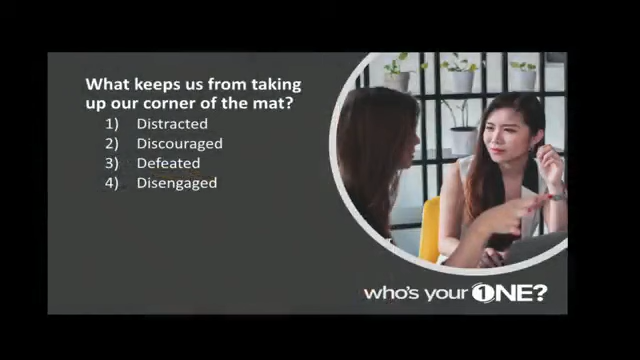 What keeps us from taking
up our corner of the mat?
1) Distracted
2) Discouraged
3) Defeated
4) Disengaged
who's your ONE?